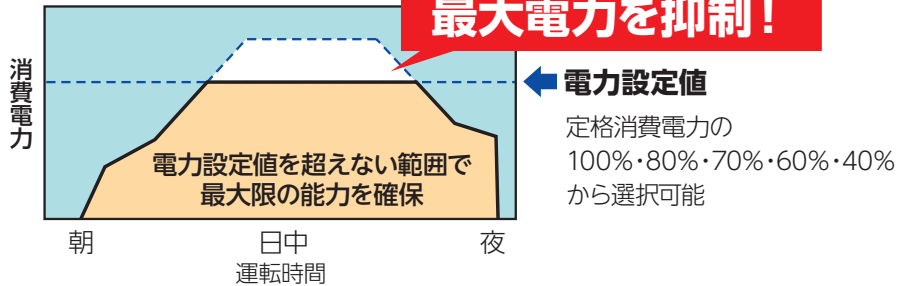 最大電力を抑制！
消費電力
電力設定値
定格消費電力の
100%・80%・70%・60%・40%
から選択可能
電力設定値を超えない範囲で
最大限の能力を確保
朝
日中
夜
運転時間